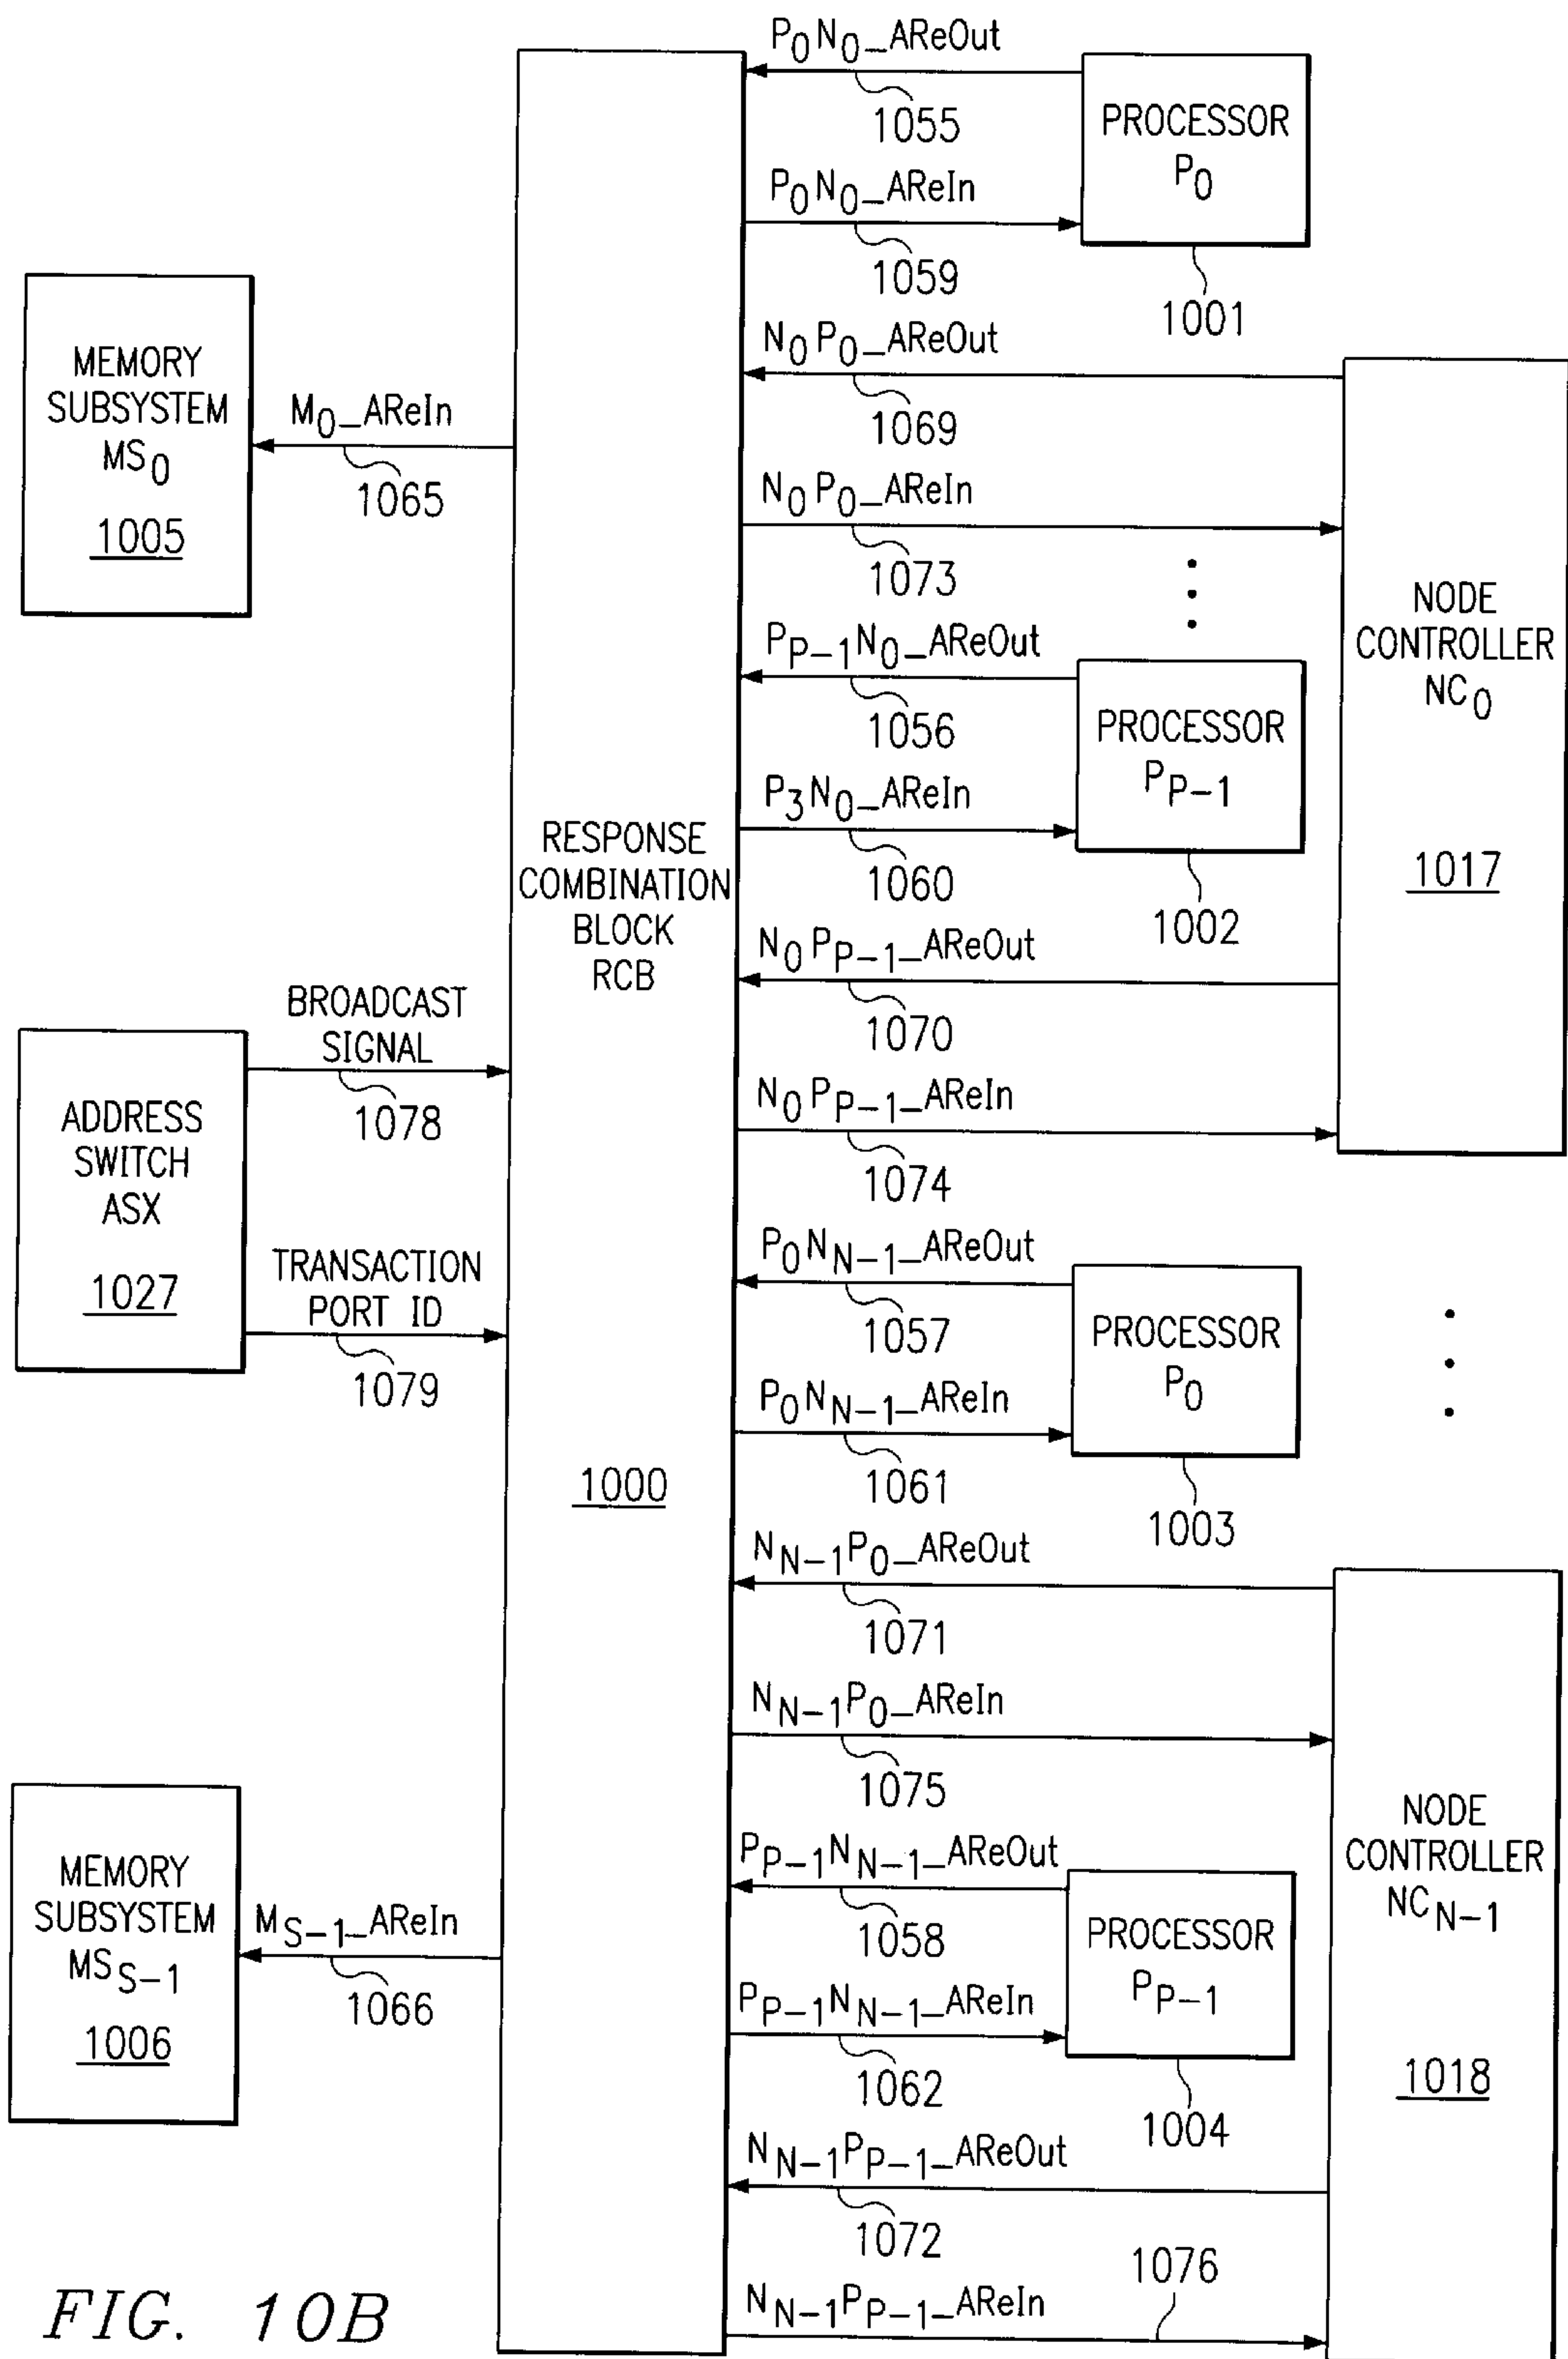 P0N0_AReOut
1055
PROCESSOR
P0
1001
P0N0_AReIn
1059
MEMORY
SUBSYSTEM
MS0
1005
M0_AReIn
1065
N0P0_AReOut
1069
N0P0_AReIn
1073
NODE
CONTROLLER
NC0
1017
PP-1N0_AReOut
1056
PROCESSOR
PP-1
1002
P3N0_AReIn
1060
RESPONSE
COMBINATION
BLOCK
RCB
1000
N0PP-1_AReOut
1070
N0PP-1_AReIn
1074
ADDRESS
SWITCH
ASX
1027
BROADCAST
SIGNAL
1078
TRANSACTION
PORT ID
1079
P0NN-1_AReOut
1057
PROCESSOR
P0
1003
P0NN-1_AReIn
1061
NN-1P0_AReOut
1071
NN-1P0_AReIn
1075
NODE
CONTROLLER
NCN-1
1018
MEMORY
SUBSYSTEM
MSS-1
1006
MS-1_AReIn
1066
PP-1NN-1_AReOut
1058
PROCESSOR
PP-1
1004
PP-1NN-1_AReIn
1062
NN-1PP-1_AReOut
1072
NN-1PP-1_AReIn
1076
FIG. 10B